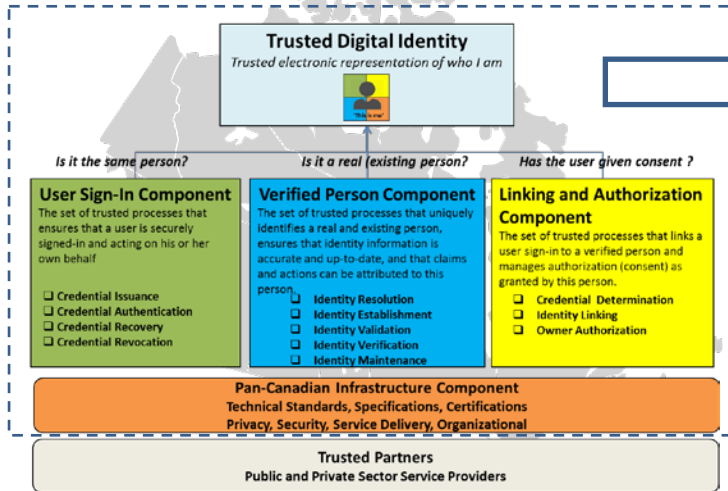 Trusted Digital Identity
Trusted electronic representation of who I am
"This is me"
Is it the same person?
Is it a real (existing person?
Has the user given consent ?
User Sign-In Component
The set of trusted processes that
ensures that a user is securely
signed-in and acting on his or her
own behalf
❑ Credential Issuance
❑ Credential Authentication
❑ Credential Recovery
❑ Credential Revocation
Verified Person Component
The set of trusted processes that uniquely
identifies a real and existing person,
ensures that identity information is
accurate and up-to-date, and that claims
and actions can be attributed to this
person.
❑ Identity Resolution
❑ Identity Establishment
❑ Identity Validation
❑ Identity Verification
❑ Identity Maintenance
Linking and Authorization
Component
The set of trusted processes that links a
user sign-in to a verified person and
manages authorization (consent) as
granted by this person.
❑ Credential Determination
❑ Identity Linking
❑ Owner Authorization
Pan-Canadian Infrastructure Component
Technical Standards, Specifications, Certifications
Privacy, Security, Service Delivery, Organizational
Trusted Partners
Public and Private Sector Service Providers